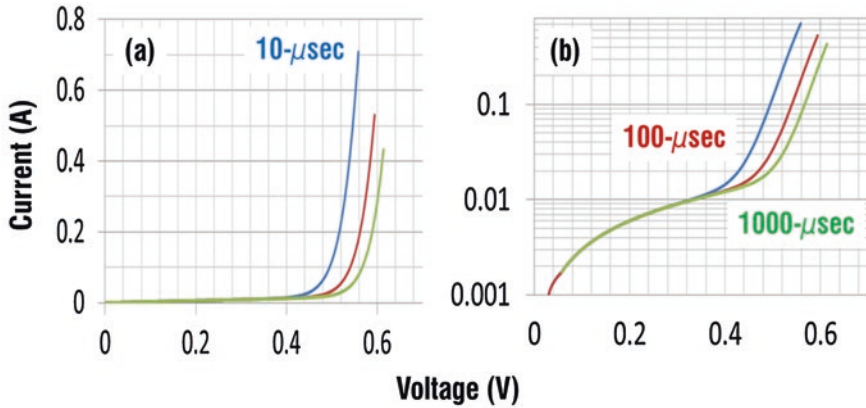 (a)
10-μsec
0.8
0.6
0.4
0.2
0
0 0.2 0.4 0.6
Current (A)
(b)
100-μsec
1000-μsec
0.1
0.01
0.001
0 0.2 0.4 0.6
Voltage (V)